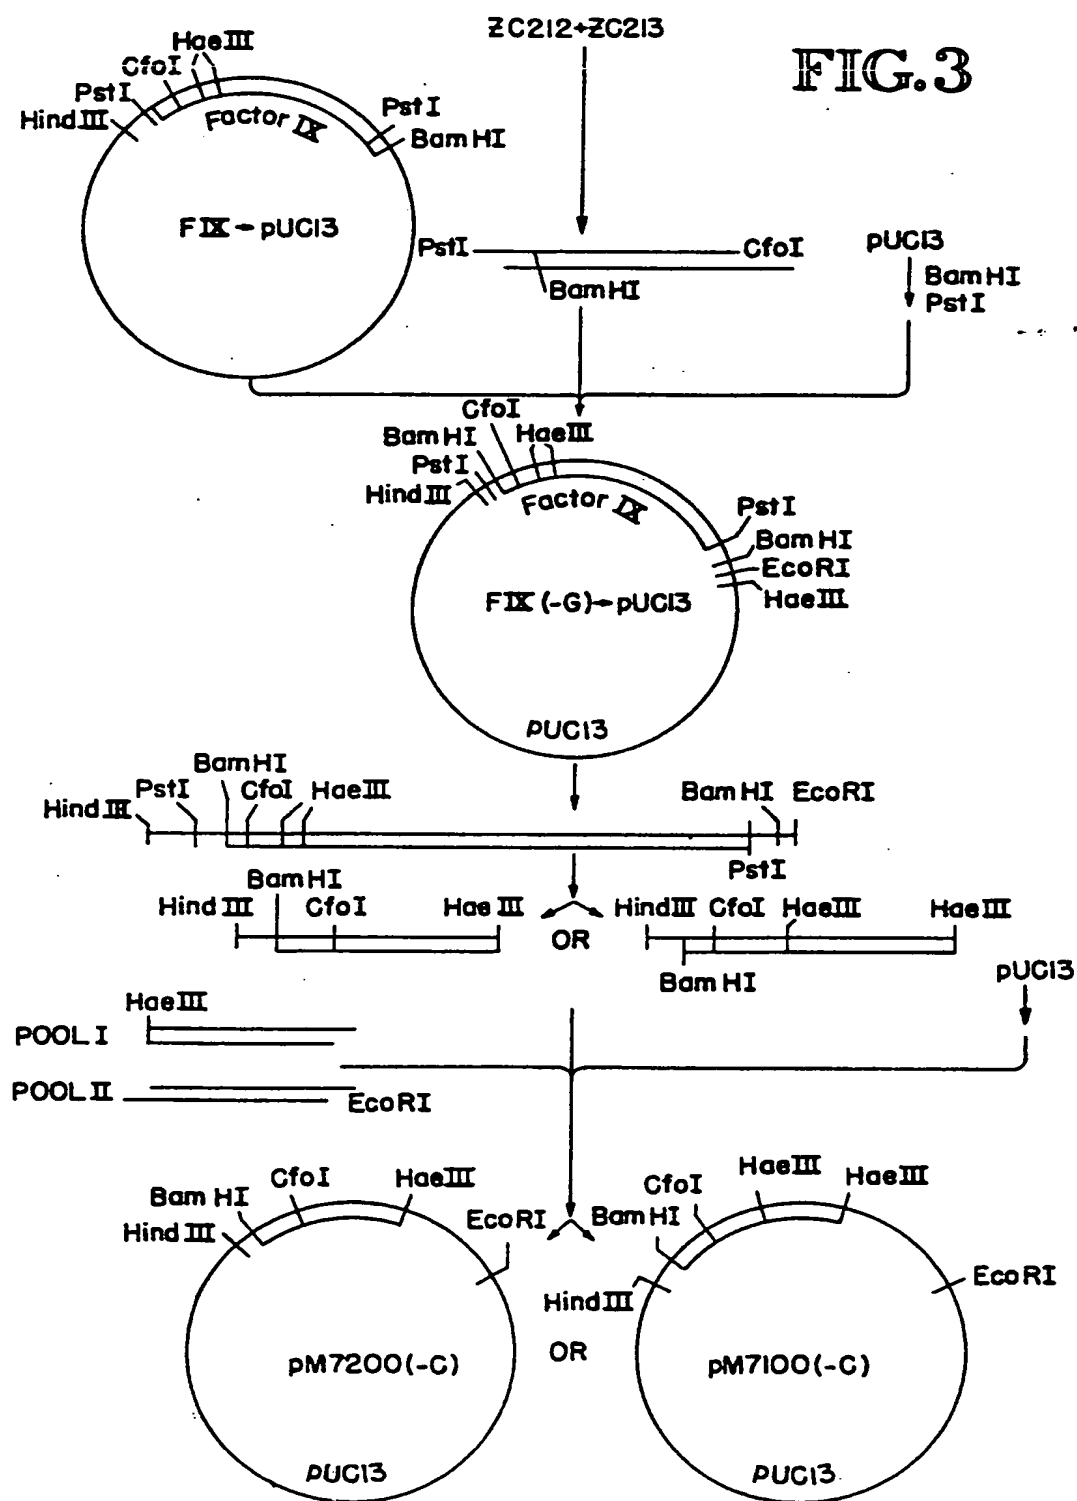 FIG.3
ZC212+ZC213
HaeIII
CfoI
PstI
HindIII
Factor IX
PstI
BamHI
FIX→pUC13
PstI
CfoI
BamHI
pUC13
BamHI
PstI
CfoI
BamHI
HaeIII
PstI
HindIII
Factor IX
PstI
BamHI
EcoRI
HaeIII
FIX(-G)→pUC13
pUC13
BamHI
PstI
CfoI
HaeIII
HindIII
BamHI
EcoRI
PstI
BamHI
HindIII
CfoI
HaeIII
OR
HindIII
CfoI
HaeIII
HaeIII
BamHI
pUC13
HaeIII
POOL I
POOL II
EcoRI
CfoI
HaeIII
BamHI
HindIII
EcoRI
pM7200(-C)
pUC13
OR
HaeIII
HaeIII
CfoI
BamHI
HindIII
EcoRI
pM7100(-C)
pUC13